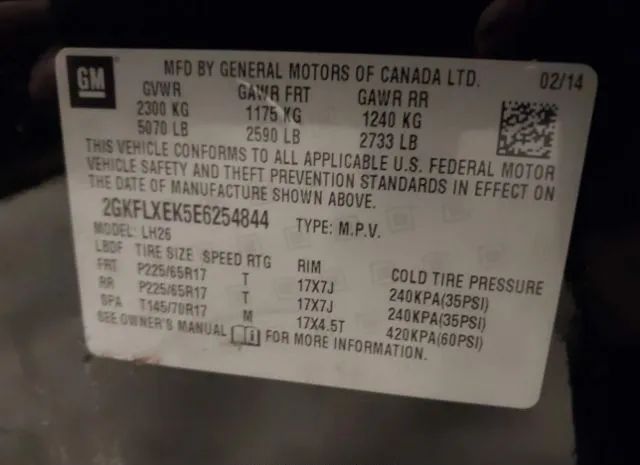 GM
MFD BY GENERAL MOTORS OF CANADA LTD. 02/14
GVWR GAWR FRT GAWR RR
2300 KG 1175 KG 1240 KG
5070 LB 2590 LB 2733 LB
THIS VEHICLE CONFORMS TO ALL APPLICABLE U.S. FEDERAL MOTOR
VEHICLE SAFETY AND THEFT PREVENTION STANDARDS IN EFFECT ON
THE DATE OF MANUFACTURE SHOWN ABOVE.
2GKFLXEK5E6254844 TYPE: M.P.V.
MODEL: LH26
LBDF TIRE SIZE SPEED RTG RIM COLD TIRE PRESSURE
FRT P225/65R17 T 17X7J 240KPA(35PSI)
RR P225/65R17 T 17X7J 240KPA(35PSI)
SPA T145/70R17 M 17X4.5T 420KPA(60PSI)
SEE OWNER'S MANUAL FOR MORE INFORMATION.